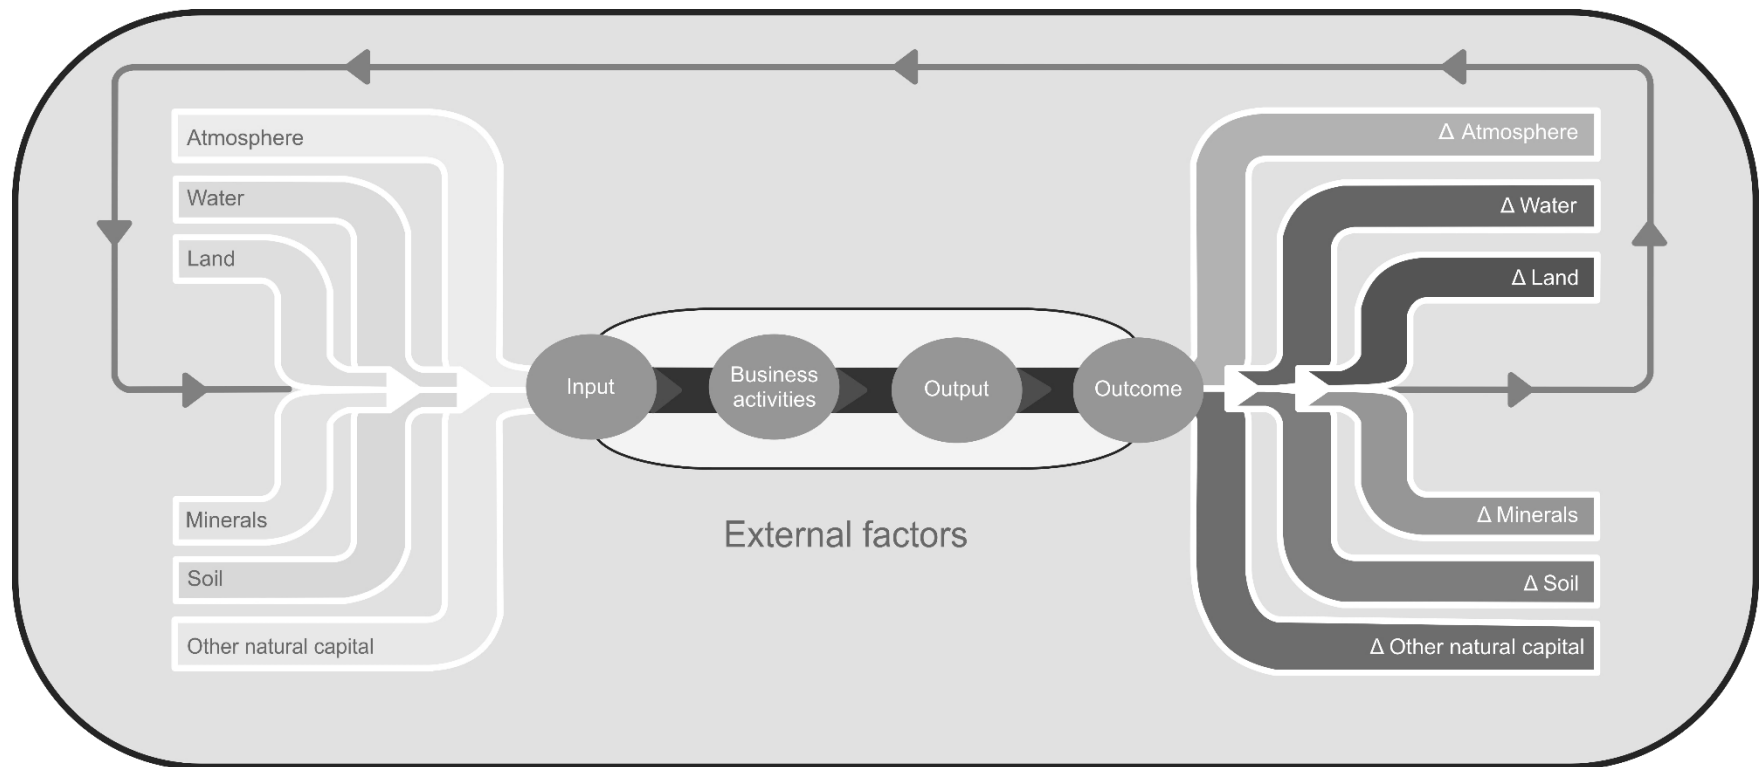 Atmosphere
Water
Land
Minerals
Soil
Other natural capital
Input
Business
activities
Output
Outcome
External factors
Δ Atmosphere
Δ Water
Δ Land
Δ Minerals
Δ Soil
Δ Other natural capital